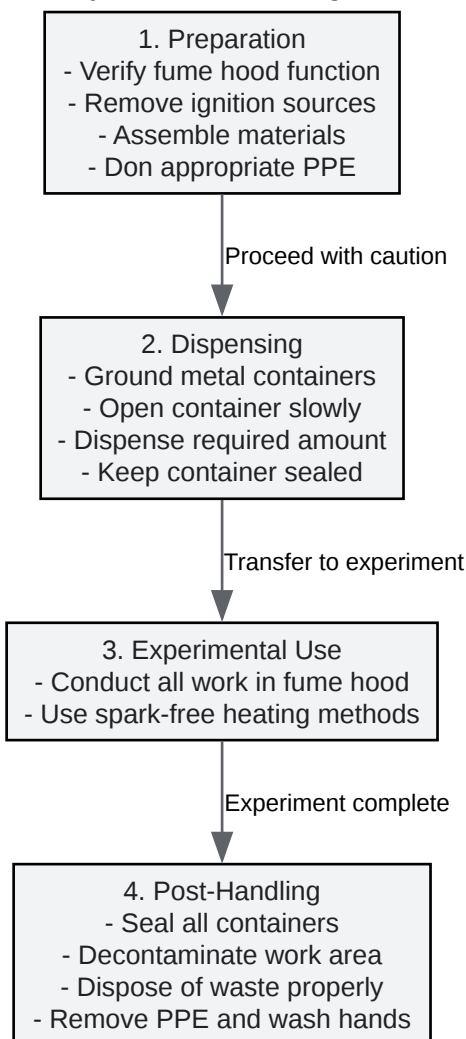 1. Preparation
- Verify fume hood function
- Remove ignition sources
- Assemble materials
- Don appropriate PPE
Proceed with caution
2. Dispensing
- Ground metal containers
- Open container slowly
- Dispense required amount
- Keep container sealed
Transfer to experiment
3. Experimental Use
- Conduct all work in fume hood
- Use spark-free heating methods
Experiment complete
4. Post-Handling
- Seal all containers
- Decontaminate work area
- Dispose of waste properly
- Remove PPE and wash hands